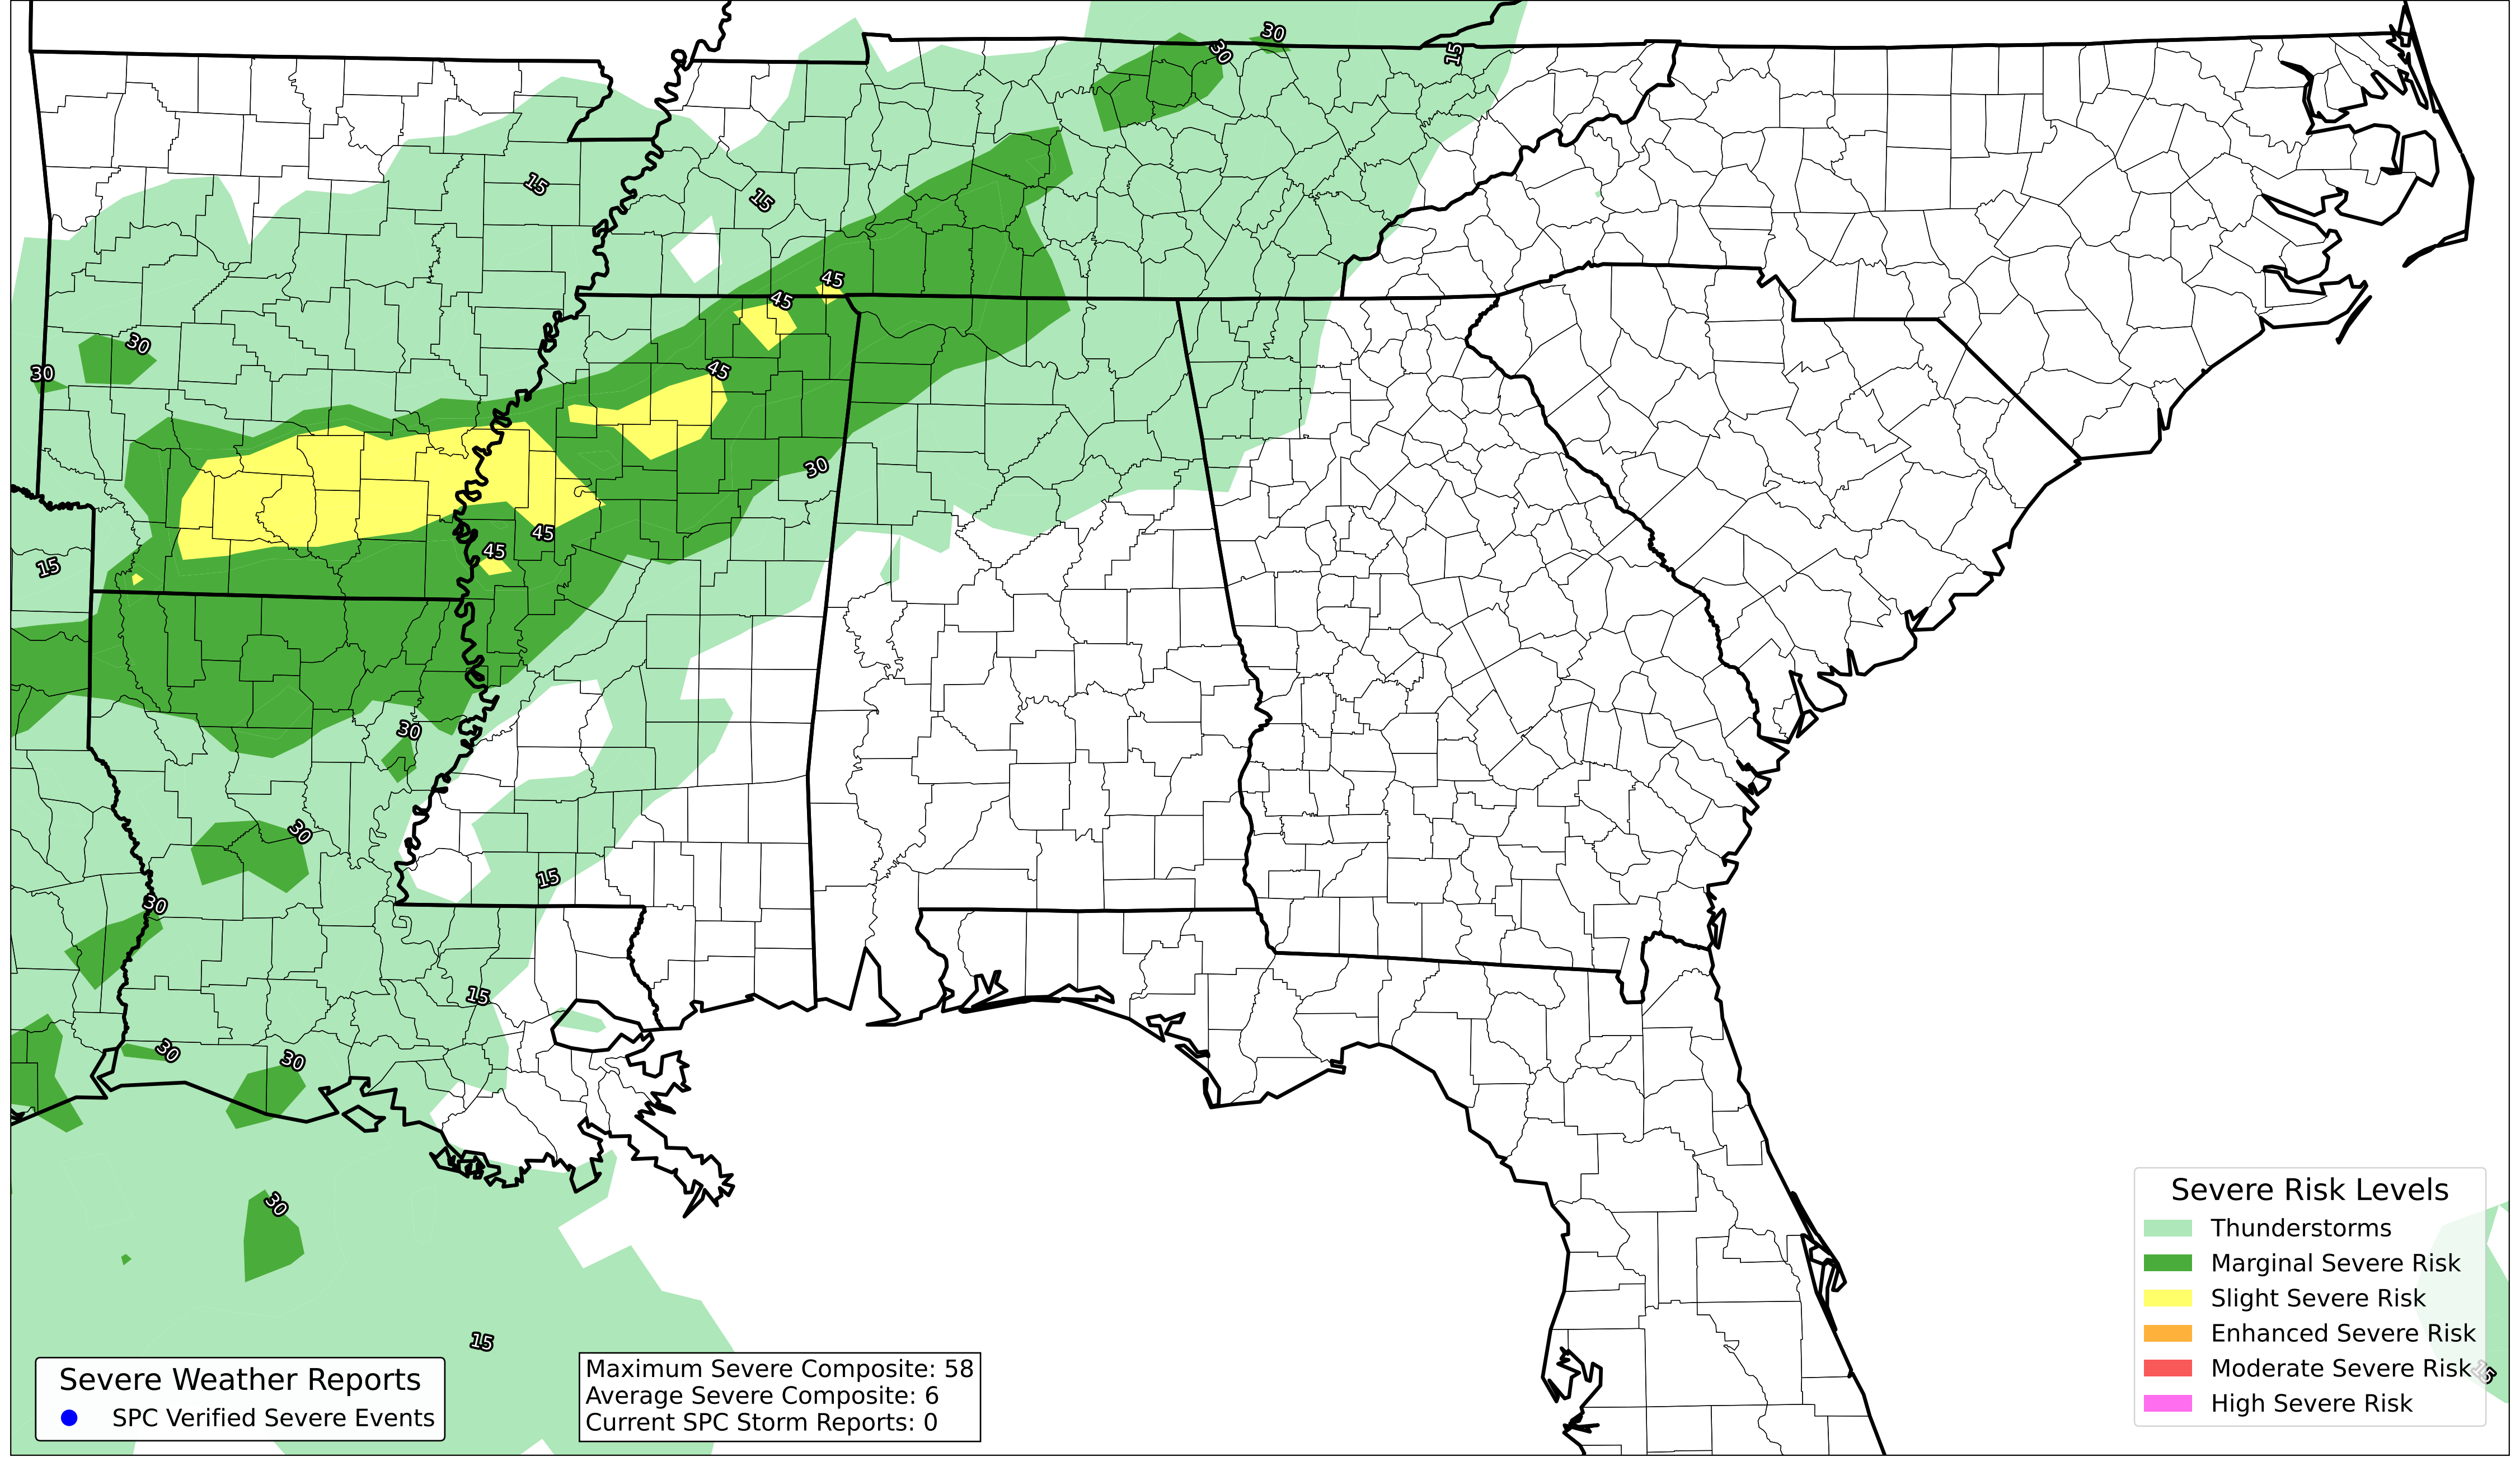 30
30
15
15
15
45
45
30
45
30
30
45
45
15
30
30
15
30
15
30
30
30
15
Severe Risk Levels
Thunderstorms
Marginal Severe Risk
Slight Severe Risk
Enhanced Severe Risk
Moderate Severe Risk
15
High Severe Risk
Severe Weather Reports
SPC Verified Severe Events
Maximum Severe Composite: 58
Average Severe Composite: 6
Current SPC Storm Reports: 0